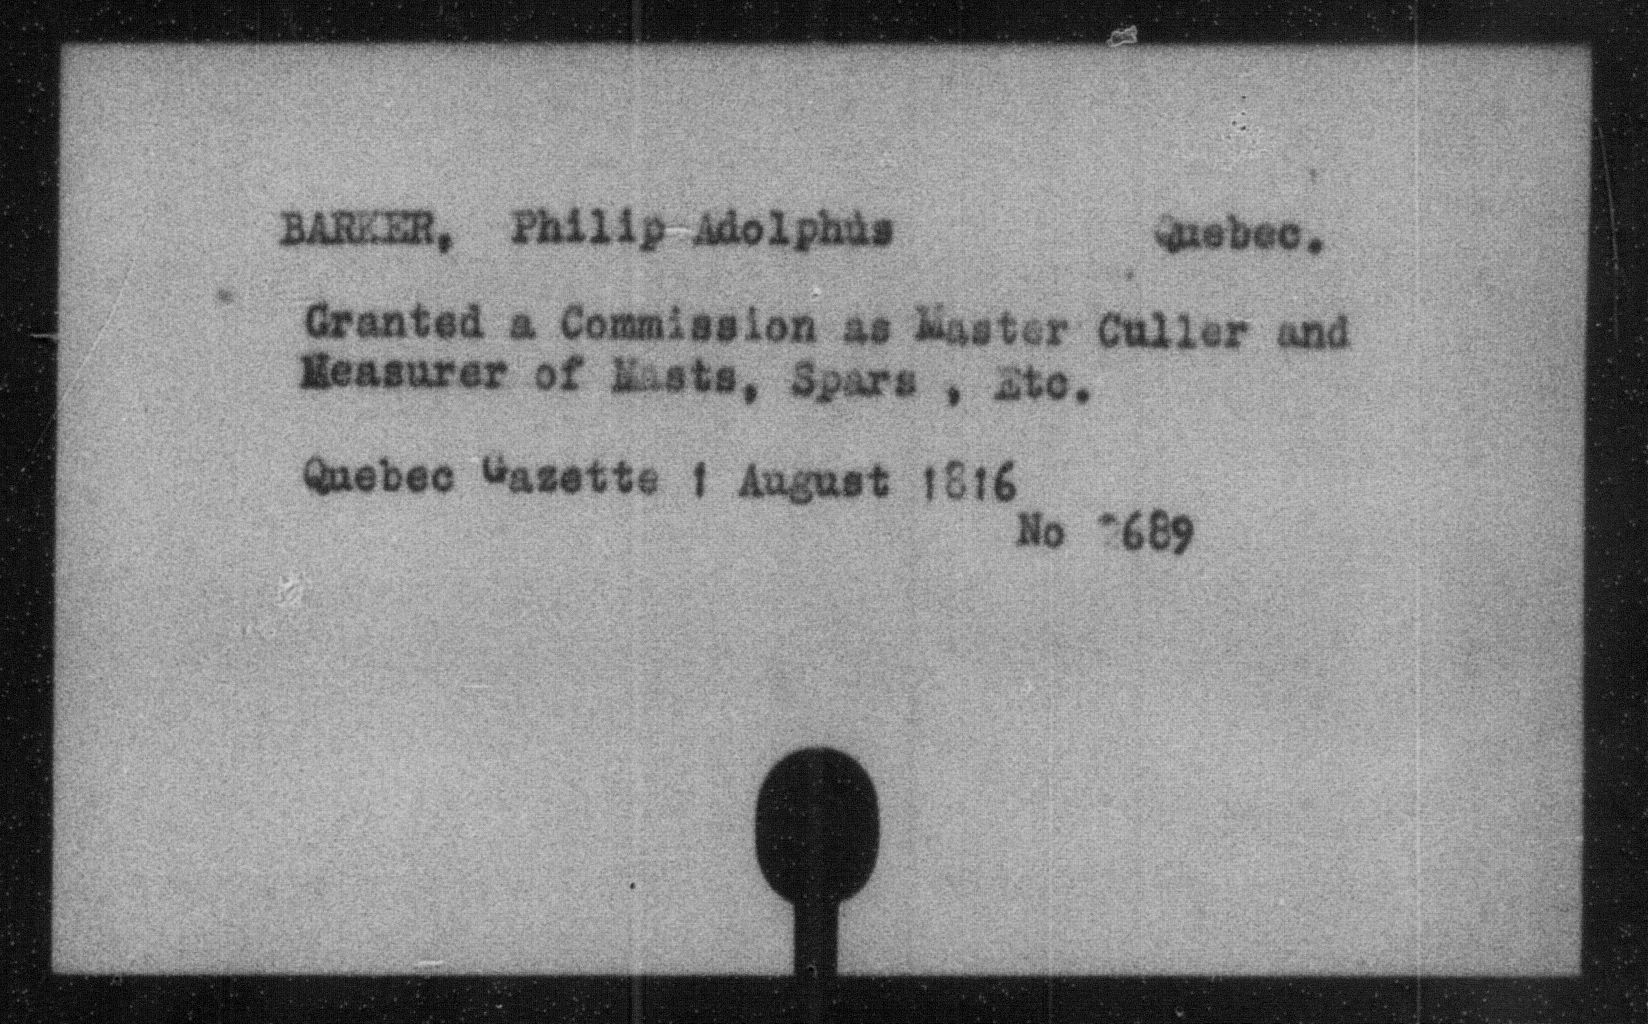 BARKER, Philip Adolphus Quebec.
Granted a Commission as Master Culler and
Measurer of Masts, Spars , Etc.
Quebec Gazette 1 August 1816
No 2689